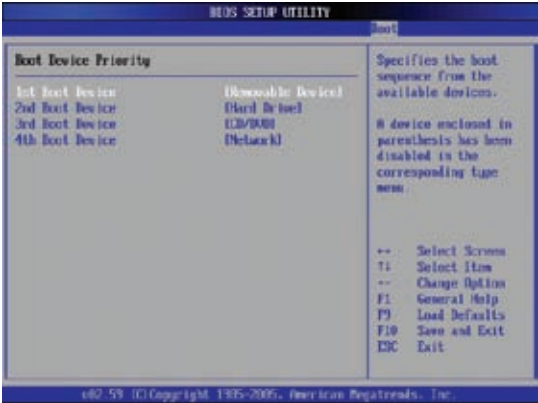 BIOS SETUP UTILITY
Boot
Boot Device Priority
1st Boot Device [Removable Device]
2nd Boot Device [Hard Drive]
3rd Boot Device [CD/DVD]
4th Boot Device [Network]
Specifies the boot
sequence from the
available devices.
A device enclosed in
parenthesis has been
disabled in the
corresponding type
menu.
↔ Select Screen
↑↓ Select Item
+- Change Option
F1 General Help
F9 Load Defaults
F10 Save and Exit
ESC Exit
v02.59 (C)Copyright 1985-2005, American Megatrends, Inc.